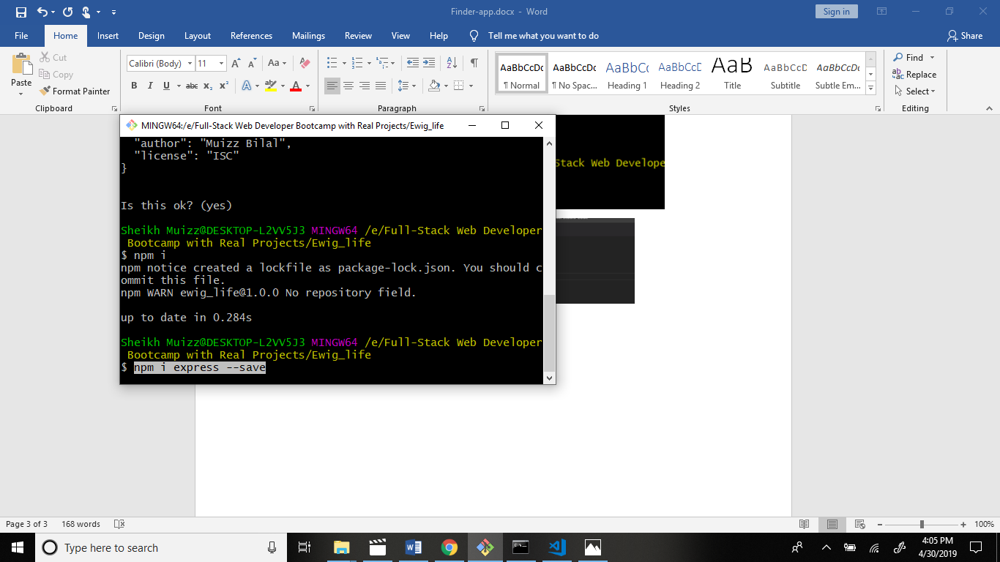 Finder-app.docx - Word
Sign in
File Home Insert Design Layout References Mailings Review View Help Tell me what you want to do Share
Paste
Cut
Copy
Format Painter
Clipboard
Calibri (Body) 11
Aa
B I U abc x₂ x² A A
Font
Paragraph
AaBbCcDc AaBbCcDc AaBbCc AaBbCcD AaB AaBbCcD AaBbCcDc
¶ Normal ¶ No Spac... Heading 1 Heading 2 Title Subtitle Subtle Em...
Styles
Find
Replace
Select
Editing
MINGW64:/e/Full-Stack Web Developer Bootcamp with Real Projects/Ewig_life
"author": "Muizz Bilal",
"license": "ISC"
}
Is this ok? (yes)
Sheikh Muizz@DESKTOP-L2VV5J3 MINGW64 /e/Full-Stack Web Developer
Bootcamp with Real Projects/Ewig_life
$ npm i
npm notice created a lockfile as package-lock.json. You should c
ommit this file.
npm WARN ewig_life@1.0.0 No repository field.
up to date in 0.284s
Sheikh Muizz@DESKTOP-L2VV5J3 MINGW64 /e/Full-Stack Web Developer
Bootcamp with Real Projects/Ewig_life
$ npm i express --save
Stack Web Develope
Page 3 of 3 168 words 100%
Type here to search
4:05 PM
4/30/2019